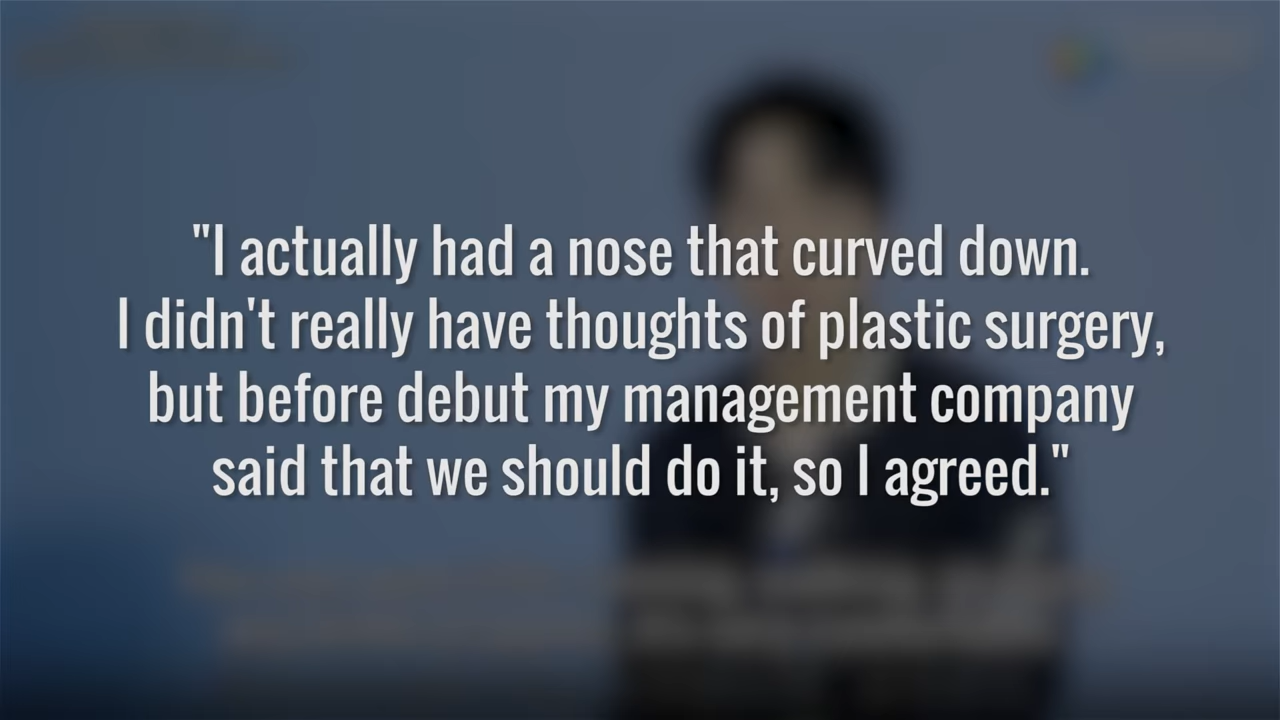 "I actually had a nose that curved down.
I didn't really have thoughts of plastic surgery,
but before debut my management company
said that we should do it, so I agreed."